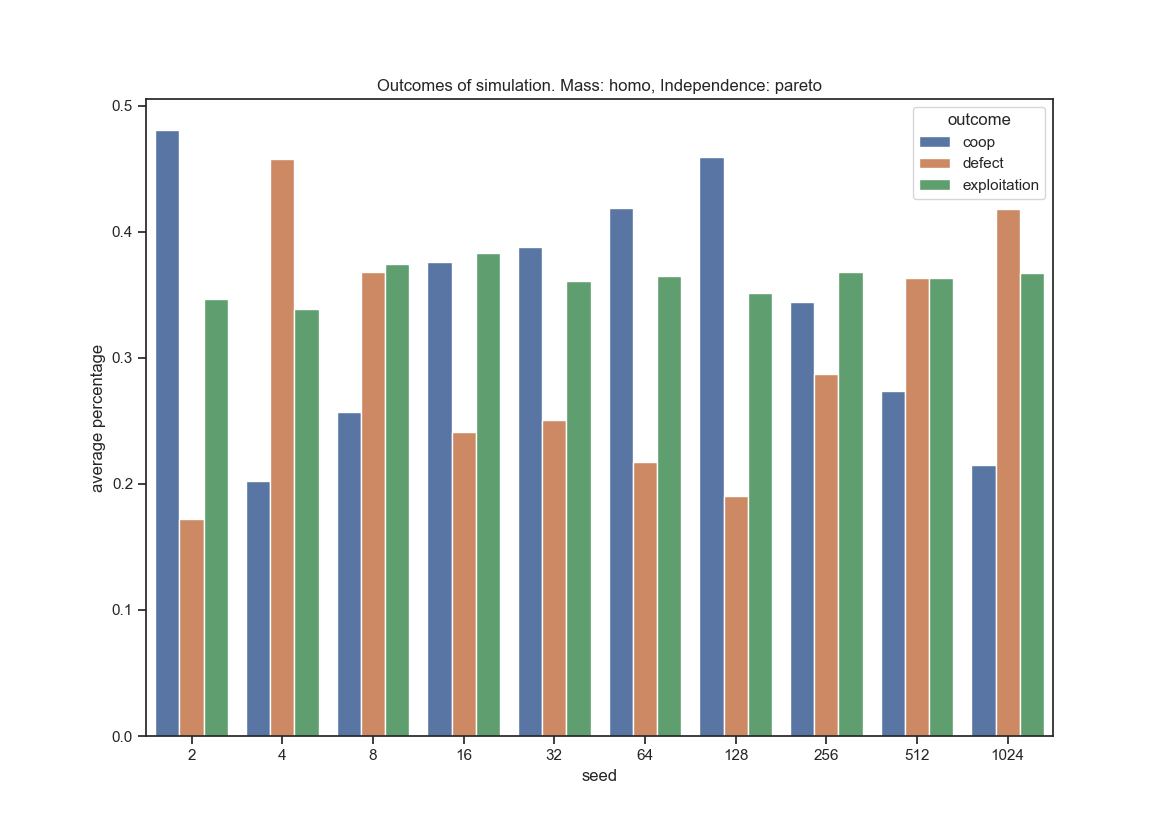 Outcomes of simulation. Mass: homo, Independence: pareto
outcome
coop
defect
exploitation
average percentage
0.5
0.4
0.3
0.2
0.1
0.0
2 4 8 16 32 64 128 256 512 1024
seed